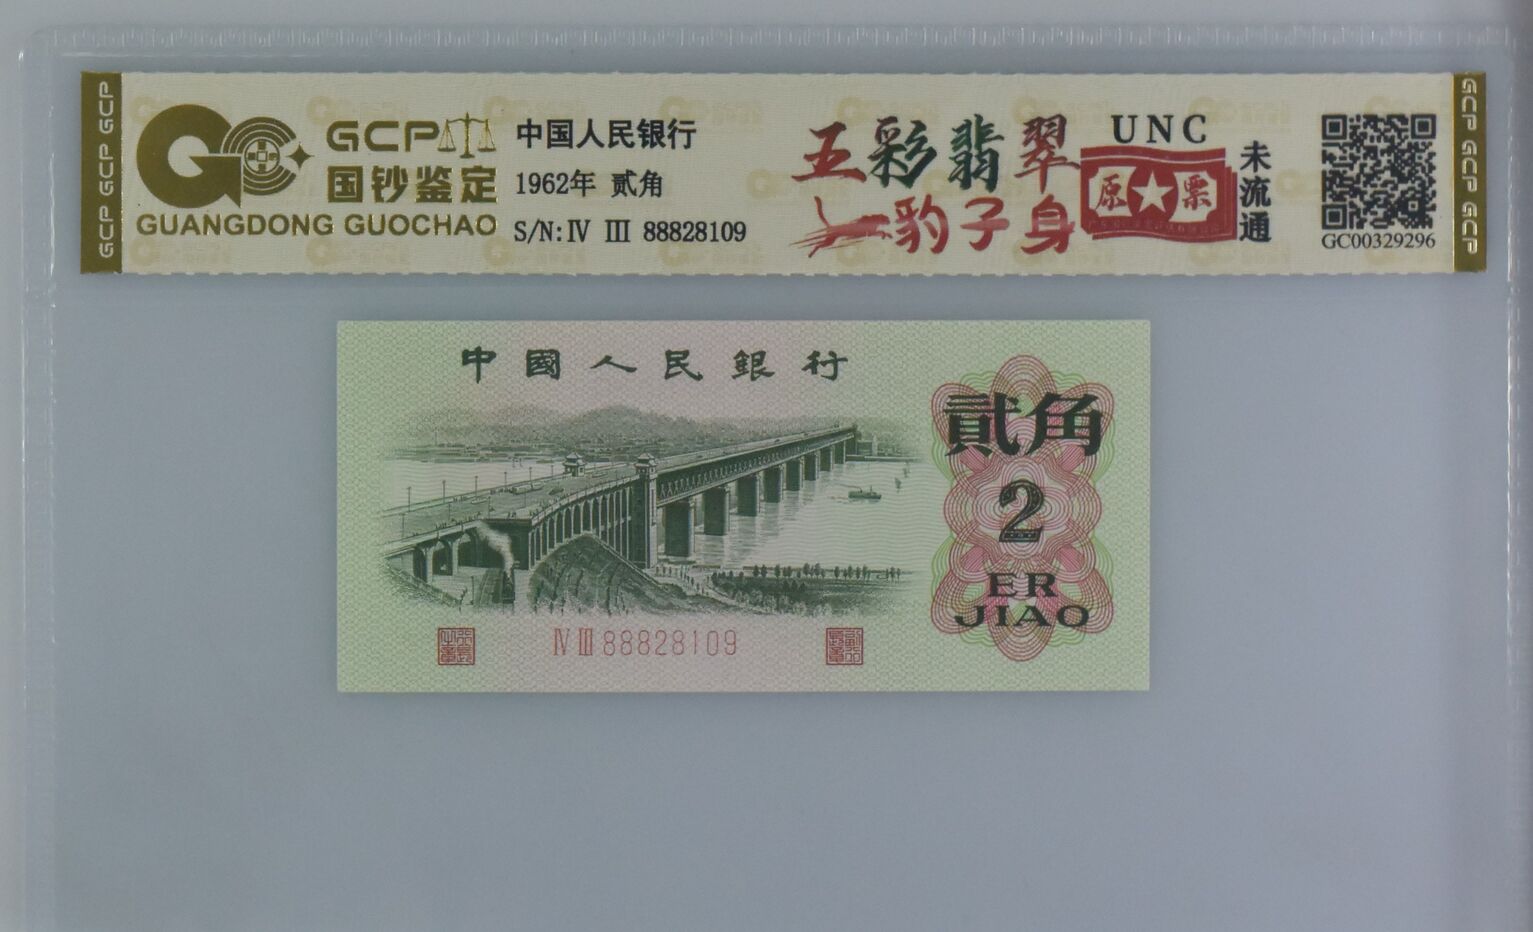 GCP GCP GCP
GCP
国钞鉴定
GUANGDONG GUOCHAO
中国人民银行
1962年 贰角
S/N:Ⅳ Ⅲ 88828109
五彩翡翠
豹子身
UNC
原★票
未流通
GC00329296
GCP GCP GCP
中國人民銀行
貳角
2
ER
JIAO
Ⅳ Ⅲ 88828109